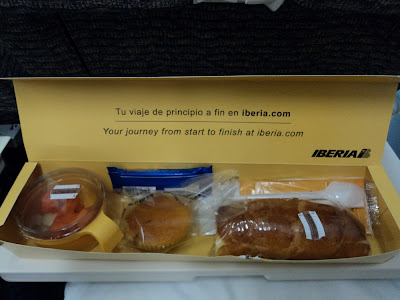 Tu viaje de principio a fin en iberia.com
Your journey from start to finish at iberia.com
IBERIA